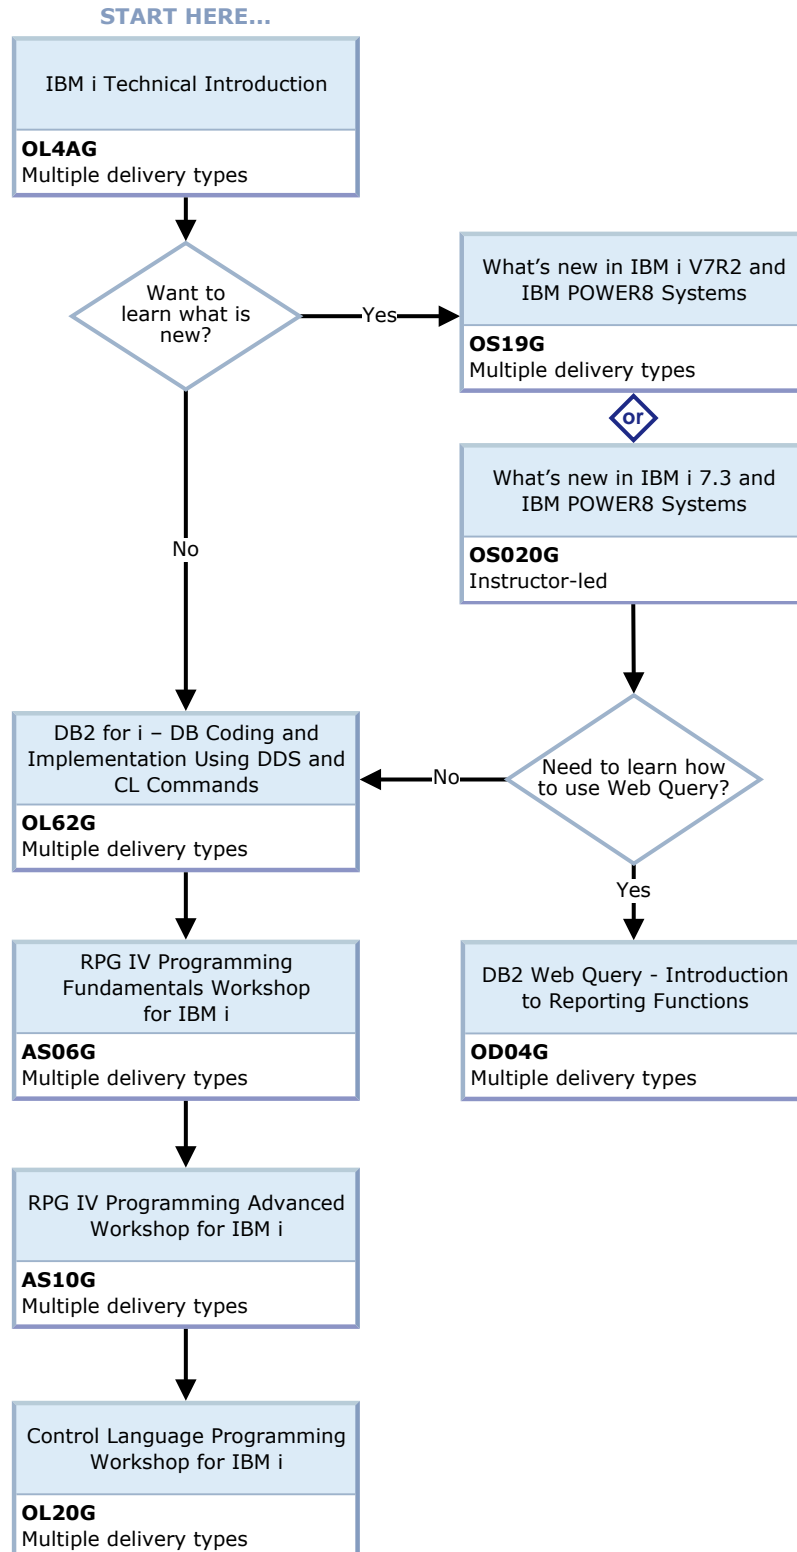 START HERE...
IBM i Technical Introduction
OL4AG
Multiple delivery types
Want to
learn what is
new?
Yes
What's new in IBM i V7R2 and
IBM POWER8 Systems
OS19G
Multiple delivery types
or
What's new in IBM i 7.3 and
IBM POWER8 Systems
OS020G
Instructor-led
No
Need to learn how
to use Web Query?
No
Yes
DB2 for i – DB Coding and
Implementation Using DDS and
CL Commands
OL62G
Multiple delivery types
DB2 Web Query - Introduction
to Reporting Functions
OD04G
Multiple delivery types
RPG IV Programming
Fundamentals Workshop
for IBM i
AS06G
Multiple delivery types
RPG IV Programming Advanced
Workshop for IBM i
AS10G
Multiple delivery types
Control Language Programming
Workshop for IBM i
OL20G
Multiple delivery types